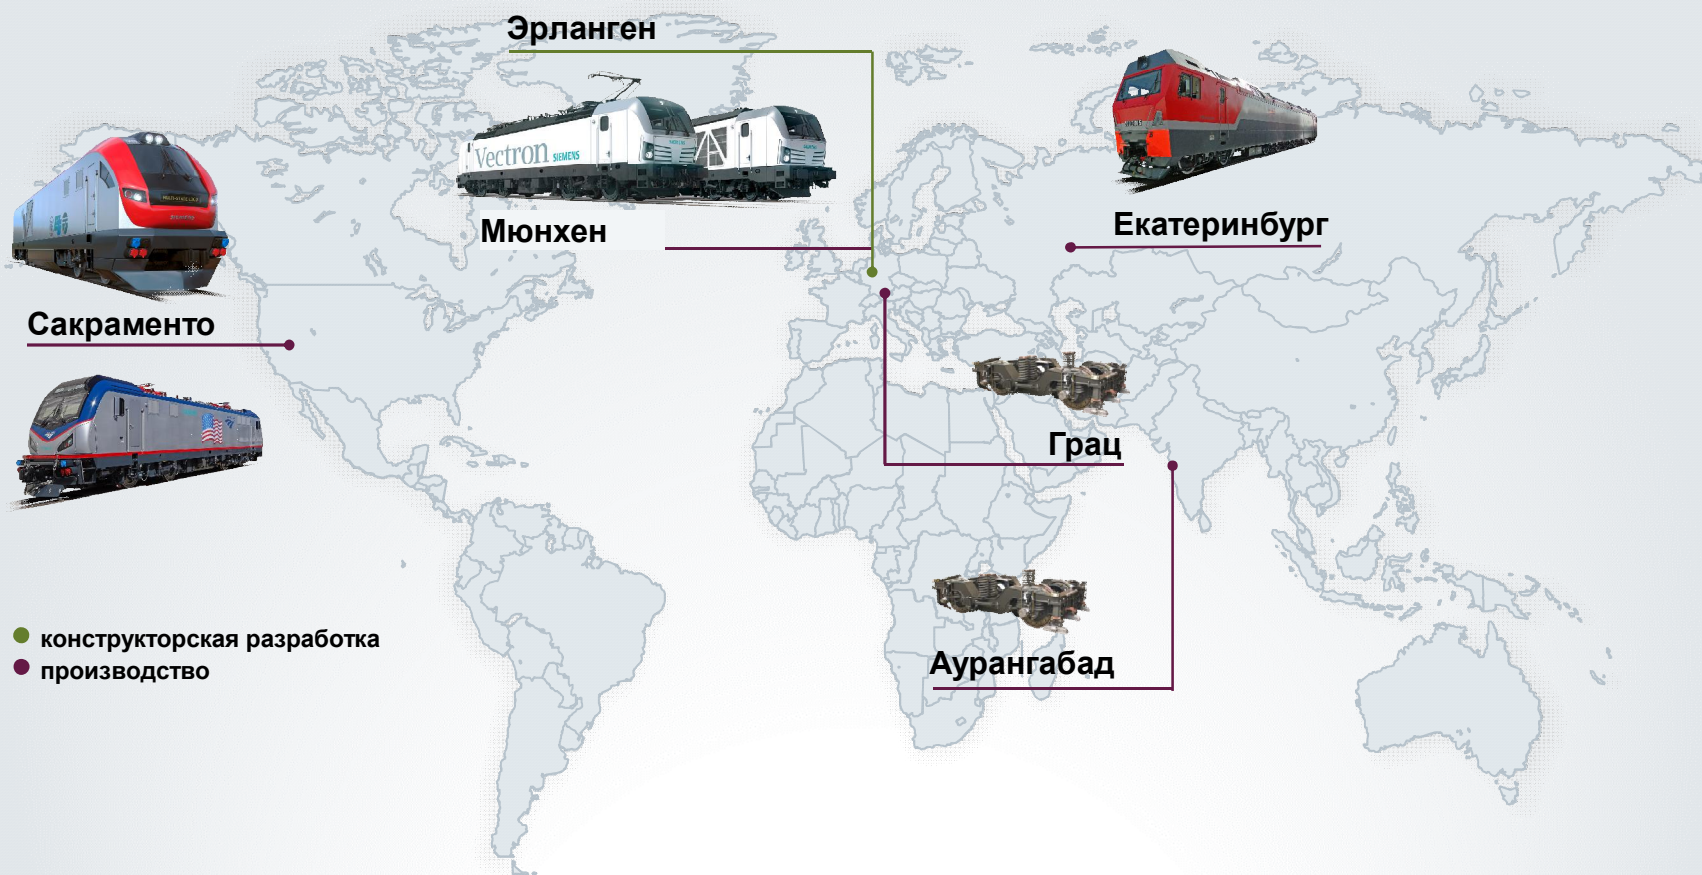 Эрланген
Vectron SIEMENS
Мюнхен
Екатеринбург
Сакраменто
Грац
Аурангабад
конструкторская разработка
производство